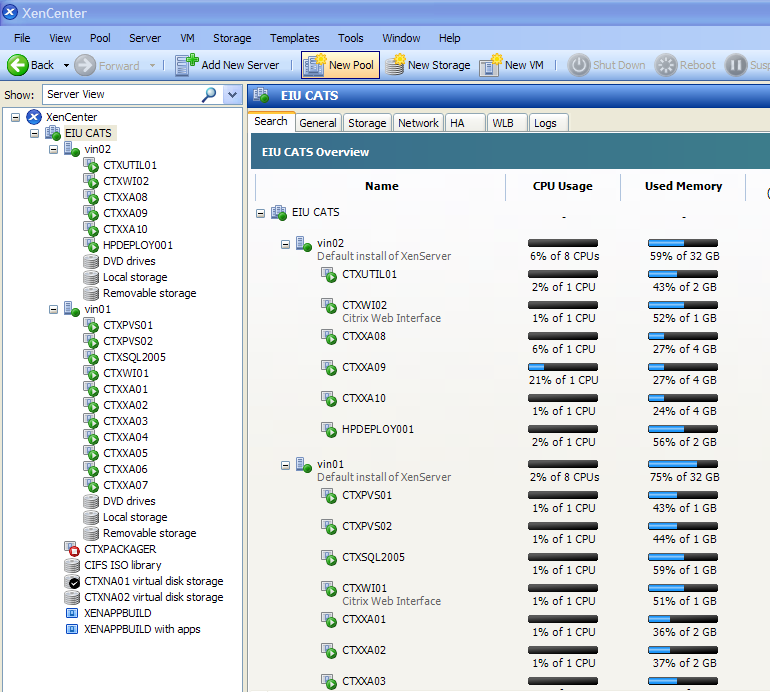 XenCenter
File View Pool Server VM Storage Templates Tools Window Help
Back Forward Add New Server New Pool New Storage New VM Shut Down Reboot Susp
Show: Server View
XenCenter
EIU CATS
vin02
CTXUTIL01
CTXWI02
CTXXA08
CTXXA09
CTXXA10
HPDEPLOY001
DVD drives
Local storage
Removable storage
vin01
CTXPVS01
CTXPVS02
CTXSQL2005
CTXWI01
CTXXA01
CTXXA02
CTXXA03
CTXXA04
CTXXA05
CTXXA06
CTXXA07
DVD drives
Local storage
Removable storage
CTXPACKAGER
CIFS ISO library
CTXNA01 virtual disk storage
CTXNA02 virtual disk storage
XENAPPBUILD
XENAPPBUILD with apps
EIU CATS
Search General Storage Network HA WLB Logs
EIU CATS Overview
Name CPU Usage Used Memory
EIU CATS - -
vin02
Default install of XenServer 6% of 8 CPUs 59% of 32 GB
CTXUTIL01
2% of 1 CPU 43% of 2 GB
CTXWI02
Citrix Web Interface 1% of 1 CPU 52% of 1 GB
CTXXA08
6% of 1 CPU 27% of 4 GB
CTXXA09
21% of 1 CPU 27% of 4 GB
CTXXA10
1% of 1 CPU 24% of 4 GB
HPDEPLOY001
2% of 1 CPU 56% of 2 GB
vin01
Default install of XenServer 2% of 8 CPUs 75% of 32 GB
CTXPVS01
1% of 1 CPU 43% of 1 GB
CTXPVS02
1% of 1 CPU 44% of 1 GB
CTXSQL2005
1% of 1 CPU 59% of 1 GB
CTXWI01
Citrix Web Interface 1% of 1 CPU 51% of 1 GB
CTXXA01
1% of 1 CPU 36% of 2 GB
CTXXA02
1% of 1 CPU 37% of 2 GB
CTXXA03